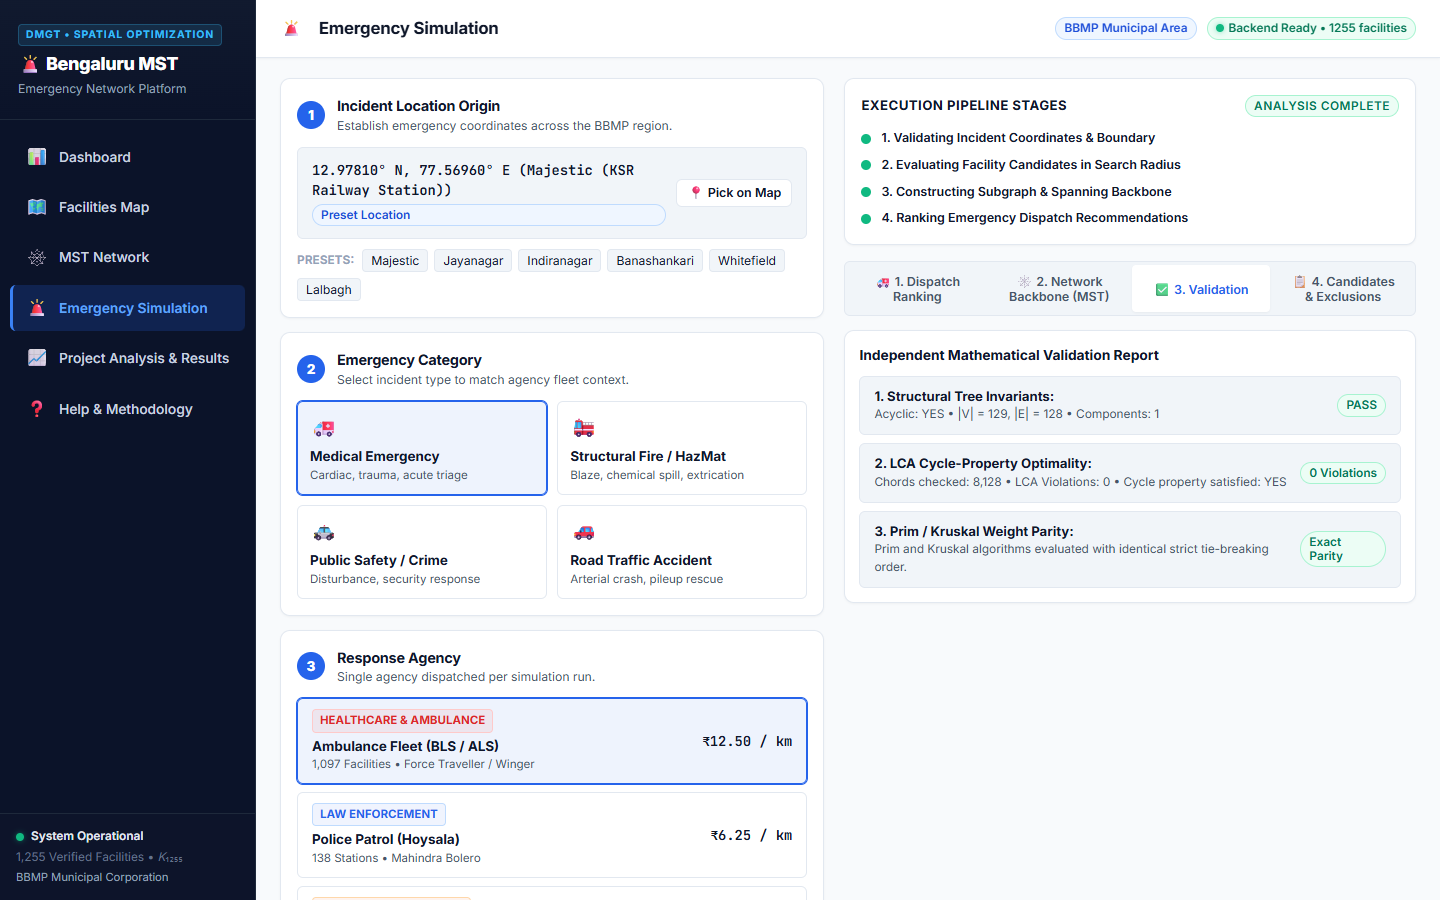 DMGT • SPATIAL OPTIMIZATION
Bengaluru MST
Emergency Network Platform
Dashboard
Facilities Map
MST Network
Emergency Simulation
Project Analysis & Results
Help & Methodology
System Operational
1,255 Verified Facilities • K₁₂₅₅
BBMP Municipal Corporation
Emergency Simulation
BBMP Municipal Area
Backend Ready • 1255 facilities
1
Incident Location Origin
Establish emergency coordinates across the BBMP region.
12.97810° N, 77.56960° E (Majestic (KSR
Railway Station))
Preset Location
Pick on Map
PRESETS:
Majestic
Jayanagar
Indiranagar
Banashankari
Whitefield
Lalbagh
2
Emergency Category
Select incident type to match agency fleet context.
Medical Emergency
Cardiac, trauma, acute triage
Structural Fire / HazMat
Blaze, chemical spill, extrication
Public Safety / Crime
Disturbance, security response
Road Traffic Accident
Arterial crash, pileup rescue
3
Response Agency
Single agency dispatched per simulation run.
HEALTHCARE & AMBULANCE
Ambulance Fleet (BLS / ALS)
1,097 Facilities • Force Traveller / Winger
₹12.50 / km
LAW ENFORCEMENT
Police Patrol (Hoysala)
138 Stations • Mahindra Bolero
₹6.25 / km
EXECUTION PIPELINE STAGES
ANALYSIS COMPLETE
1. Validating Incident Coordinates & Boundary
2. Evaluating Facility Candidates in Search Radius
3. Constructing Subgraph & Spanning Backbone
4. Ranking Emergency Dispatch Recommendations
1. Dispatch
Ranking
2. Network
Backbone (MST)
3. Validation
4. Candidates
& Exclusions
Independent Mathematical Validation Report
1. Structural Tree Invariants:
Acyclic: YES • |V| = 129, |E| = 128 • Components: 1
PASS
2. LCA Cycle-Property Optimality:
Chords checked: 8,128 • LCA Violations: 0 • Cycle property satisfied: YES
0 Violations
3. Prim / Kruskal Weight Parity:
Prim and Kruskal algorithms evaluated with identical strict tie-breaking
order.
Exact
Parity